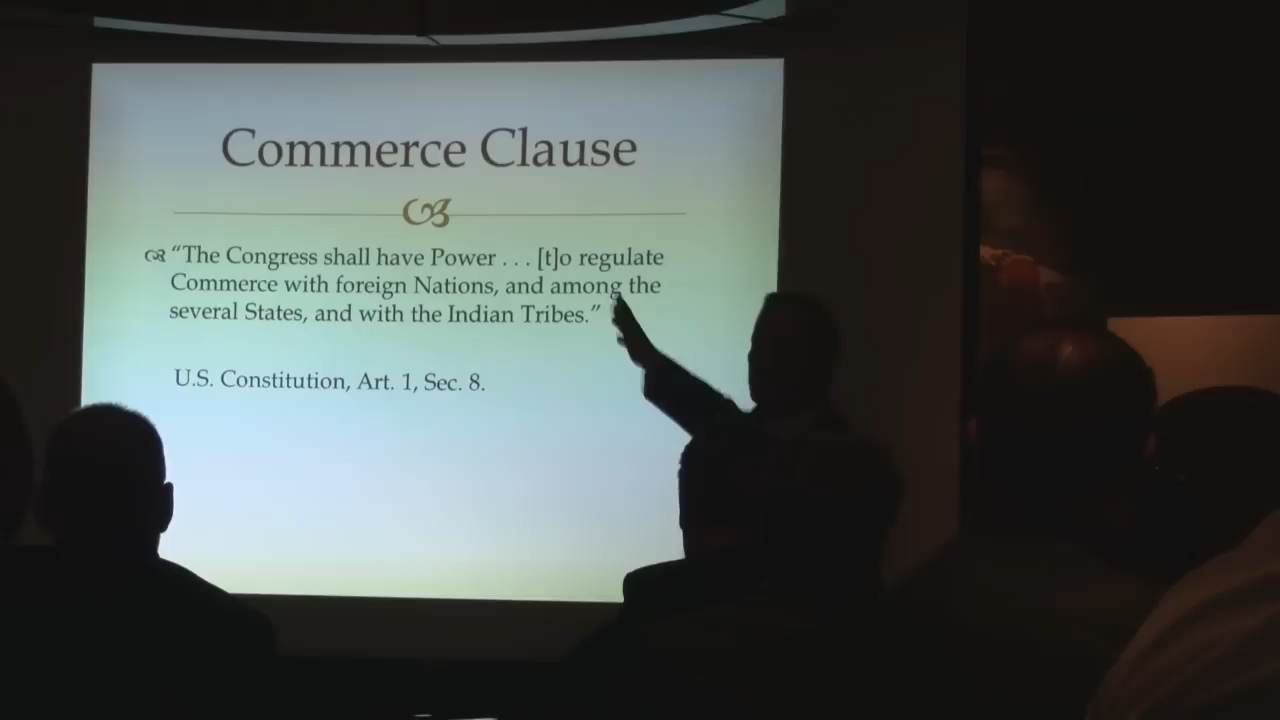 Commerce Clause
“The Congress shall have Power . . . [t]o regulate
Commerce with foreign Nations, and among the
several States, and with the Indian Tribes.”
U.S. Constitution, Art. 1, Sec. 8.